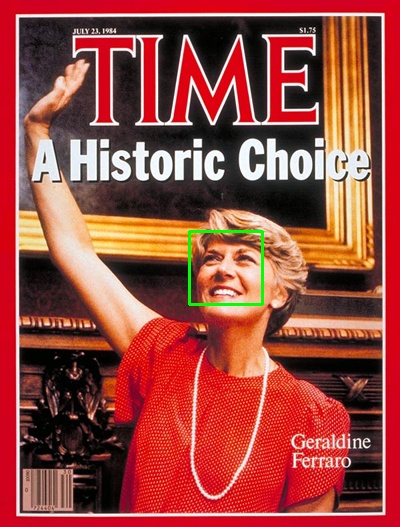 JULY 23, 1984 $1.75
TIME
A Historic Choice
Geraldine
Ferraro